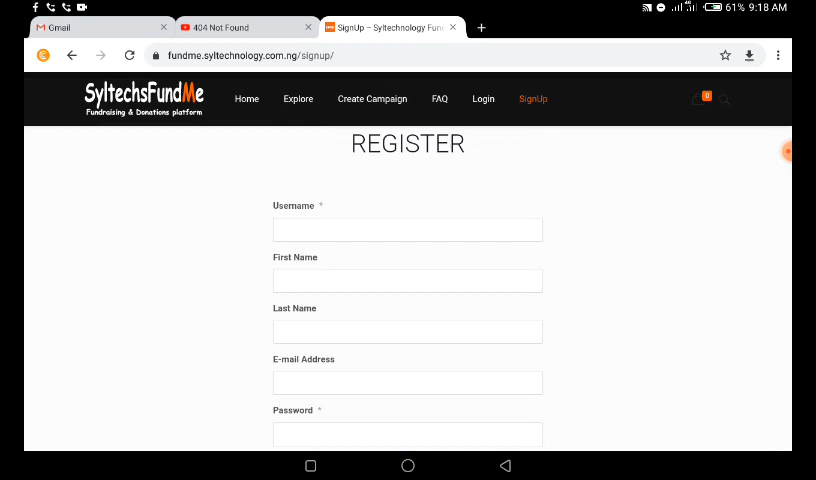 61% 9:18 AM
Gmail
404 Not Found
SignUp – Syltechnology Fun
fundme.syltechnology.com.ng/signup/
SyltechsFundMe
Fundraising & Donations platform
Home
Explore
Create Campaign
FAQ
Login
SignUp
0
REGISTER
Username *
First Name
Last Name
E-mail Address
Password *